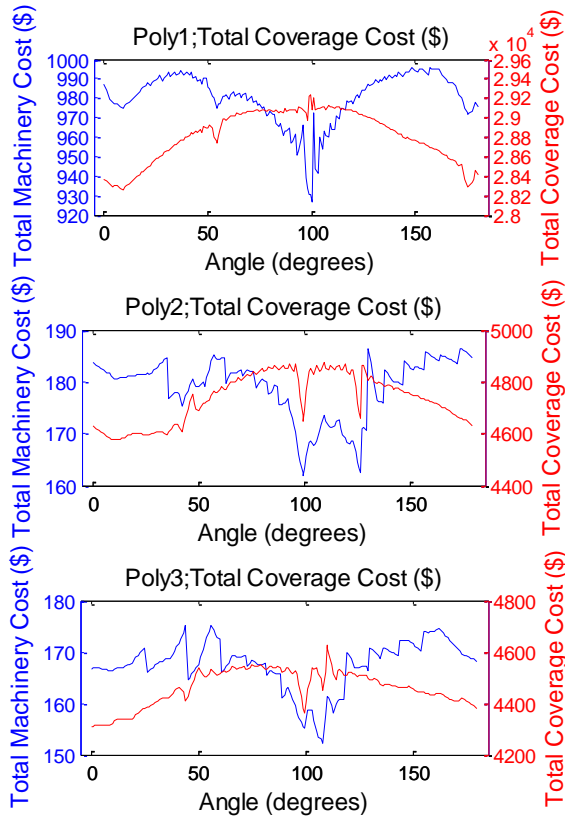 Poly1;Total Coverage Cost ($)
x 10^4
Total Machinery Cost ($)
1000
990
980
970
960
950
940
930
920
2.96
2.94
2.92
2.9
2.88
2.86
2.84
2.82
2.8
Total Coverage Cost ($)
0 50 100 150
Angle (degrees)
Poly2;Total Coverage Cost ($)
Total Machinery Cost ($)
190
180
170
160
5000
4800
4600
4400
Total Coverage Cost ($)
0 50 100 150
Angle (degrees)
Poly3;Total Coverage Cost ($)
Total Machinery Cost ($)
180
170
160
150
4800
4600
4400
4200
Total Coverage Cost ($)
0 50 100 150
Angle (degrees)